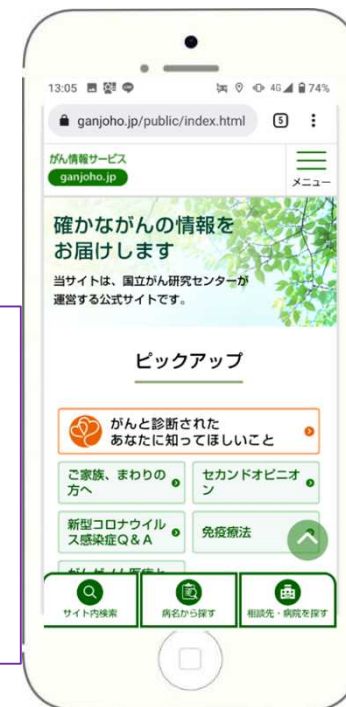 13:05 4G 74%
ganjoho.jp/public/index.html 5
がん情報サービス
ganjoho.jp
メニュー
確かながんの情報を
お届けします
当サイトは、国立がん研究センターが
運営する公式サイトです。
ピックアップ
がんと診断された
あなたに知ってほしいこと
ご家族、まわりの
方へ
セカンドオピニオ
ン
新型コロナウイル
ス感染症Q&A
免疫療法
サイト内検索
病名から探す
相談先・病院を探す